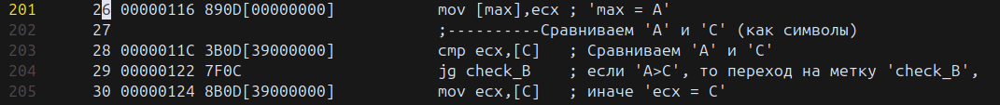 201 26 00000116 890D[00000000] mov [max],ecx ; 'max = A'
202 27 ;----------Сравниваем 'A' и 'C' (как символы)
203 28 0000011C 3B0D[39000000] cmp ecx,[C] ; Сравниваем 'A' и 'C'
204 29 00000122 7F0C jg check_B ; если 'A>C', то переход на метку 'check_B',
205 30 00000124 8B0D[39000000] mov ecx,[C] ; иначе 'ecx = C'